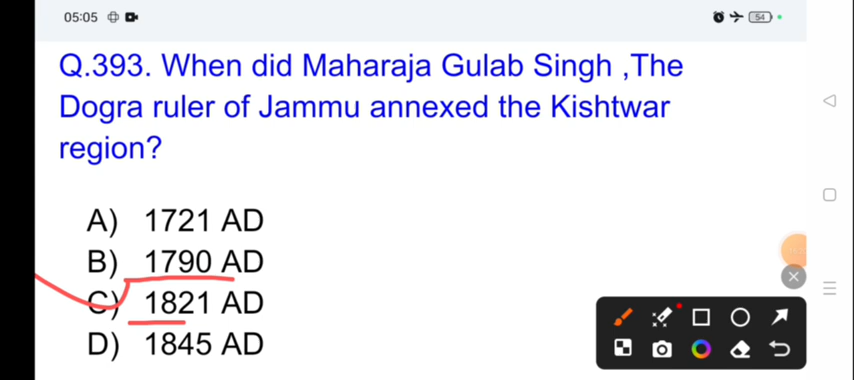 05:05
54
Q.393. When did Maharaja Gulab Singh ,The
Dogra ruler of Jammu annexed the Kishtwar
region?
A) 1721 AD
B) 1790 AD
C) 1821 AD
D) 1845 AD